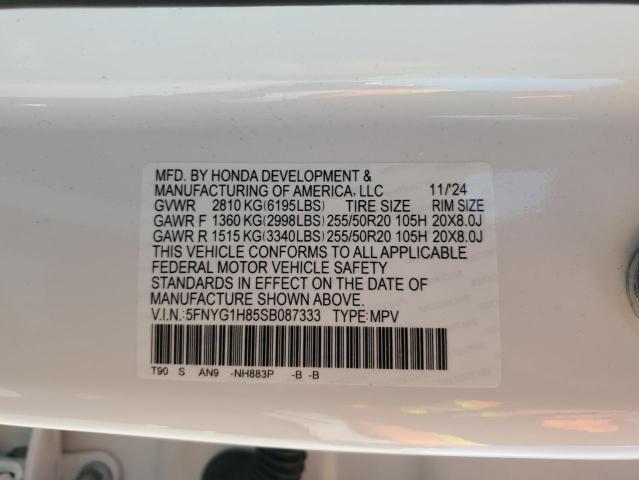 MFD. BY HONDA DEVELOPMENT &
MANUFACTURING OF AMERICA, LLC 11/'24
GVWR 2810 KG(6195LBS) TIRE SIZE RIM SIZE
GAWR F 1360 KG(2998LBS) 255/50R20 105H 20X8.0J
GAWR R 1515 KG(3340LBS) 255/50R20 105H 20X8.0J
THIS VEHICLE CONFORMS TO ALL APPLICABLE
FEDERAL MOTOR VEHICLE SAFETY
STANDARDS IN EFFECT ON THE DATE OF
MANUFACTURE SHOWN ABOVE.
V.I.N.:5FNYG1H85SB087333 TYPE:MPV
T90 S AN9 -NH883P -B -B